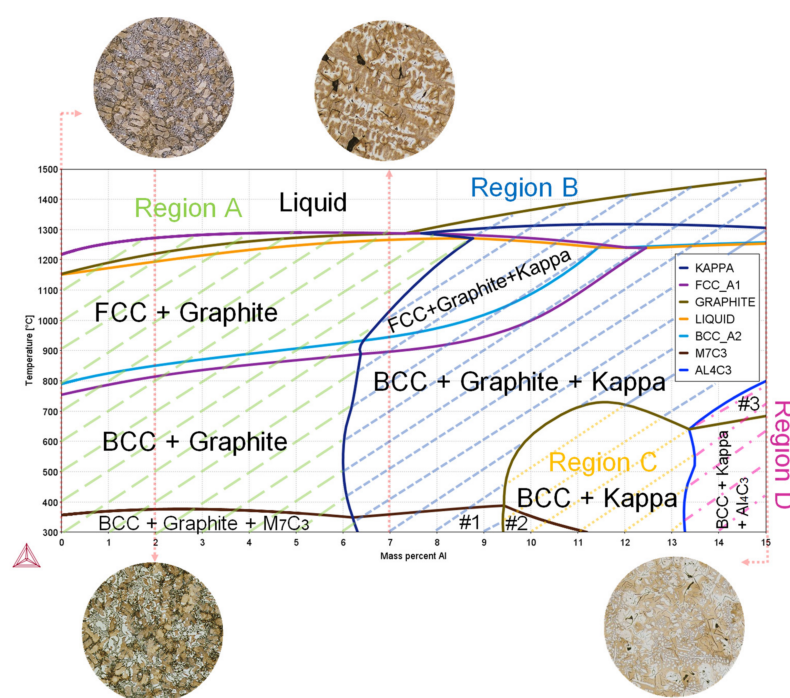 1500
1400
1300
1200
1100
1000
900
800
700
600
500
400
300
Temperature [°C]
0 1 2 3 4 5 6 7 8 9 10 11 12 13 14 15
Mass percent Al
Region A
Liquid
Region B
FCC + Graphite
FCC+Graphite+Kappa
KAPPA
FCC_A1
GRAPHITE
LIQUID
BCC_A2
M7C3
AL4C3
BCC + Graphite + Kappa
BCC + Graphite
#3
Region C
BCC + Kappa
BCC + Kappa
+ Al4C3
Region D
BCC + Graphite + M7C3
#1
#2